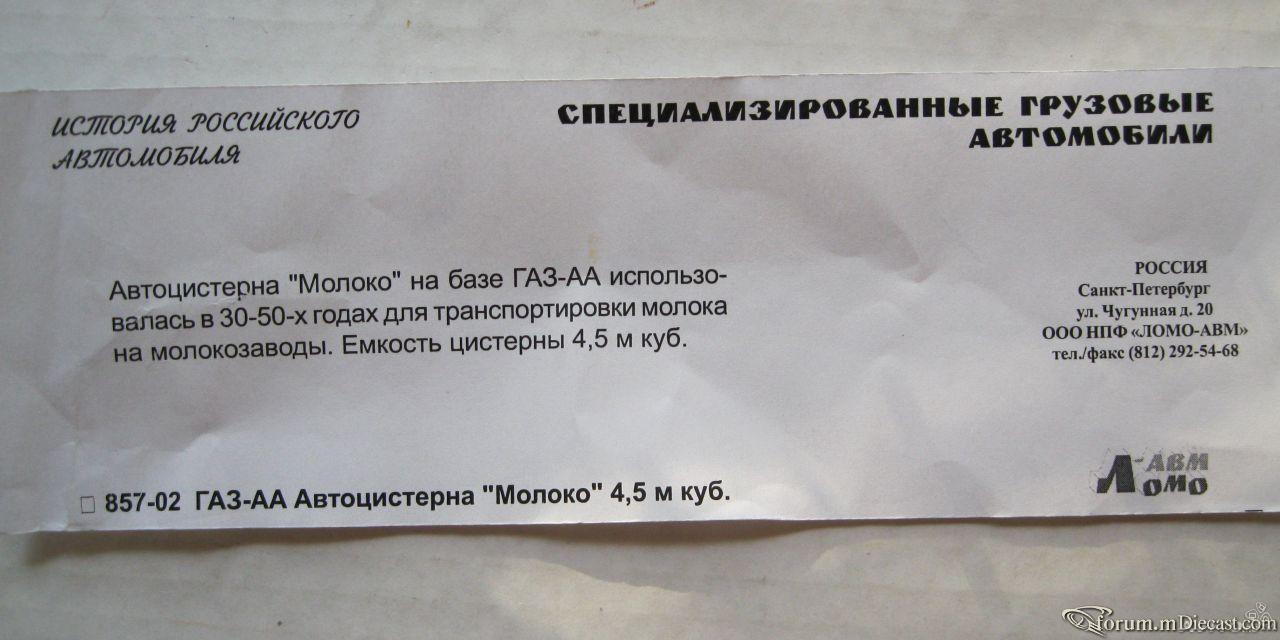 ИСТОРИЯ РОССИЙСКОГО
АВТОМОБИЛЯ
СПЕЦИАЛИЗИРОВАННЫЕ ГРУЗОВЫЕ
АВТОМОБИЛИ
Автоцистерна "Молоко" на базе ГАЗ-АА использо-
валась в 30-50-х годах для транспортировки молока
на молокозаводы. Емкость цистерны 4,5 м куб.
РОССИЯ
Санкт-Петербург
ул. Чугунная д. 20
ООО НПФ «ЛОМО-АВМ»
тел./факс (812) 292-54-68
857-02 ГАЗ-АА Автоцистерна "Молоко" 4,5 м куб.
ЛОМО-АВМ
forum.mDiecast.com